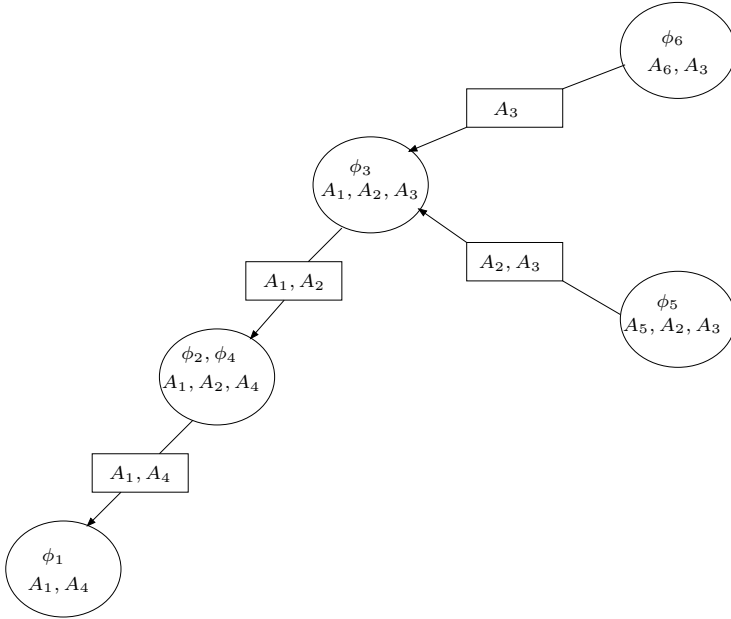 ϕ₆
A₆, A₃
A₃
ϕ₃
A₁, A₂, A₃
A₂, A₃
A₁, A₂
ϕ₅
A₅, A₂, A₃
ϕ₂, ϕ₄
A₁, A₂, A₄
A₁, A₄
ϕ₁
A₁, A₄